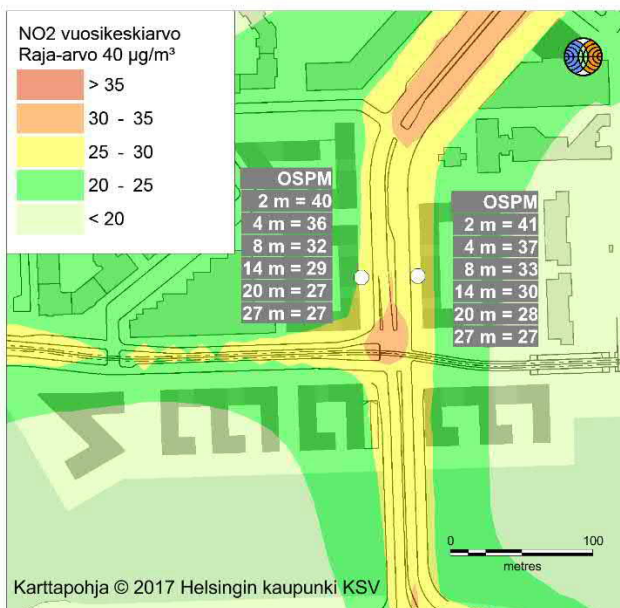 NO2 vuosikeskiarvo
Raja-arvo 40 µg/m³
> 35
30 - 35
25 - 30
20 - 25
< 20
OSPM
2 m = 40
4 m = 36
8 m = 32
14 m = 29
20 m = 27
27 m = 27
OSPM
2 m = 41
4 m = 37
8 m = 33
14 m = 30
20 m = 28
27 m = 27
0 100
metres
Karttapohja © 2017 Helsingin kaupunki KSV